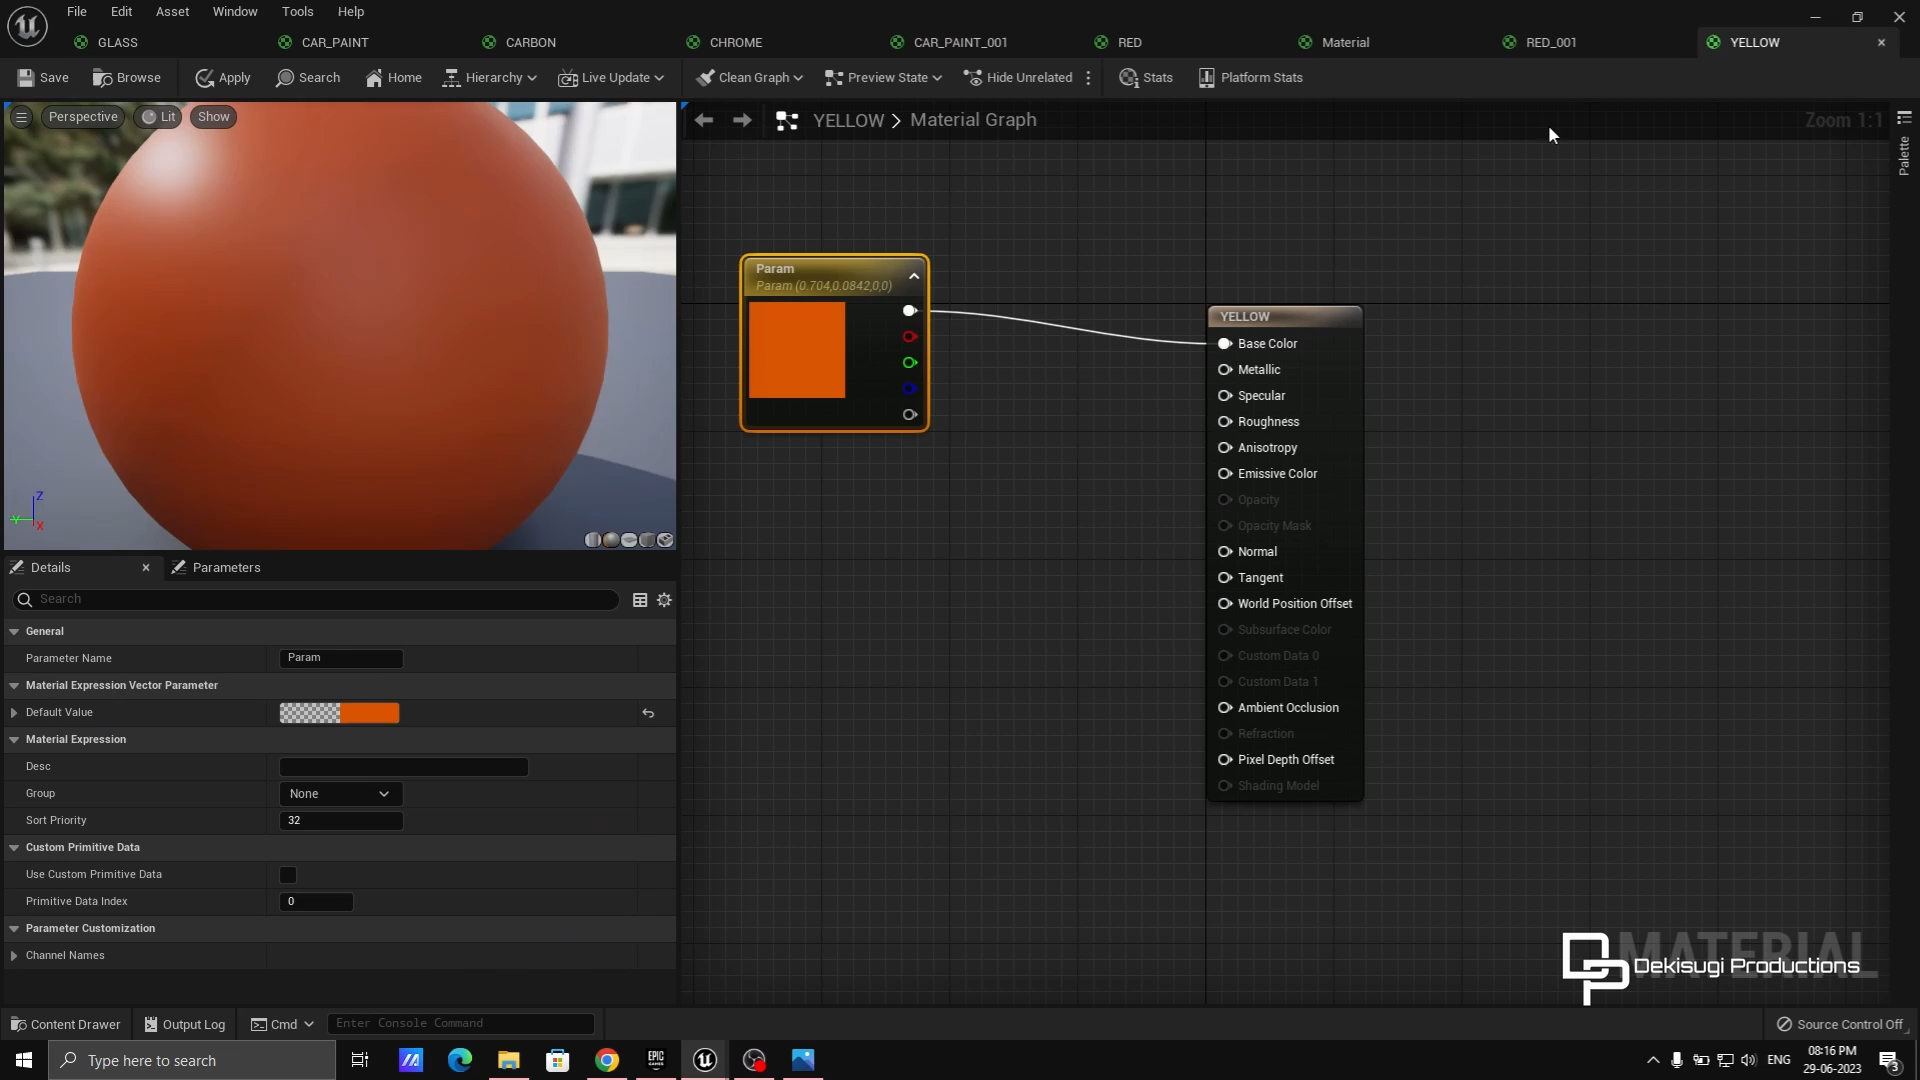 File Edit Asset Window Tools Help
GLASS CAR_PAINT CARBON CHROME CAR_PAINT_001 RED Material RED_001 YELLOW
Save Browse Apply Search Home Hierarchy Live Update Clean Graph Preview State Hide Unrelated Stats Platform Stats
Perspective Lit Show
YELLOW > Material Graph
Zoom 1:1
Palette
Param
Param (0.704,0.0842,0,0)
YELLOW
Base Color
Metallic
Specular
Roughness
Anisotropy
Emissive Color
Opacity
Opacity Mask
Normal
Tangent
World Position Offset
Subsurface Color
Custom Data 0
Custom Data 1
Ambient Occlusion
Refraction
Pixel Depth Offset
Shading Model
Z
Y
X
Details Parameters
Search
General
Parameter Name Param
Material Expression Vector Parameter
Default Value
Material Expression
Desc
Group None
Sort Priority 32
Custom Primitive Data
Use Custom Primitive Data
Primitive Data Index 0
Parameter Customization
Channel Names
MATERIAL
Dekisugi Productions
Content Drawer Output Log Cmd Enter Console Command Source Control Off
Type here to search
EPIC GAMES
ENG
08:16 PM
29-06-2023
3